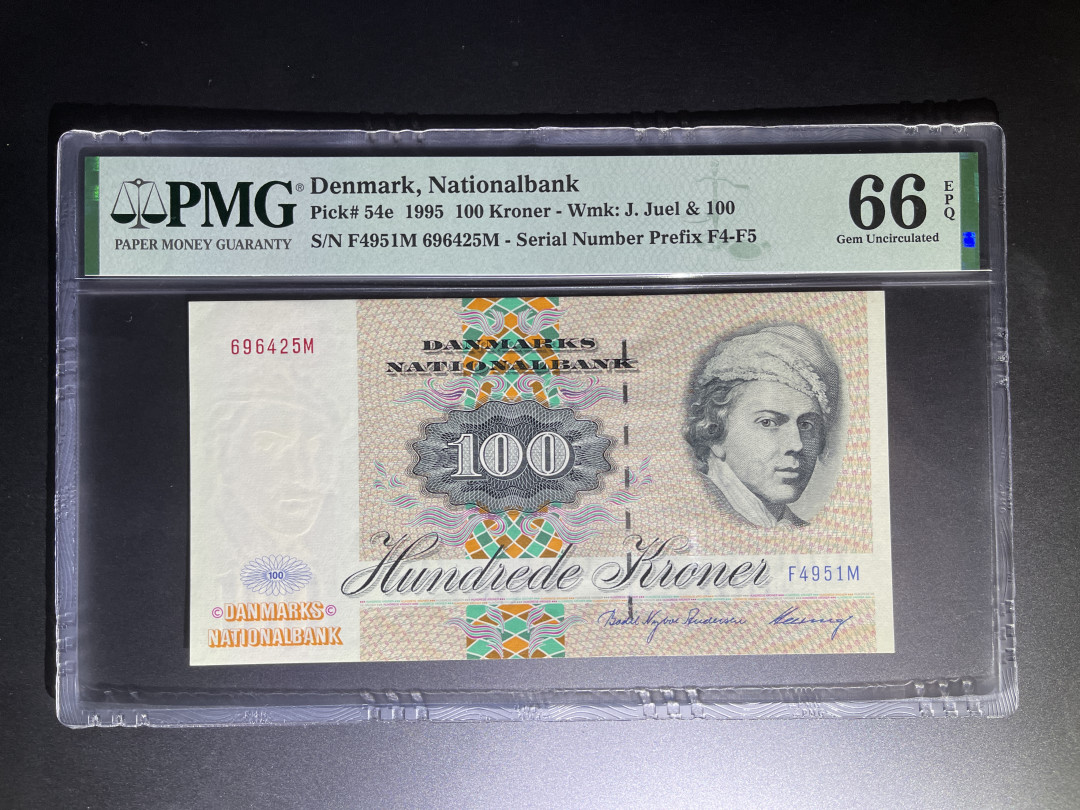 PMG®
PAPER MONEY GUARANTY
Denmark, Nationalbank
Pick# 54e 1995 100 Kroner - Wmk: J. Juel & 100
S/N F4951M 696425M - Serial Number Prefix F4-F5
66
Gem Uncirculated
EPQ
696425M
DANMARKS
NATIONALBANK
100
Hundrede Kroner
F4951M
100
©DANMARKS©
NATIONALBANK